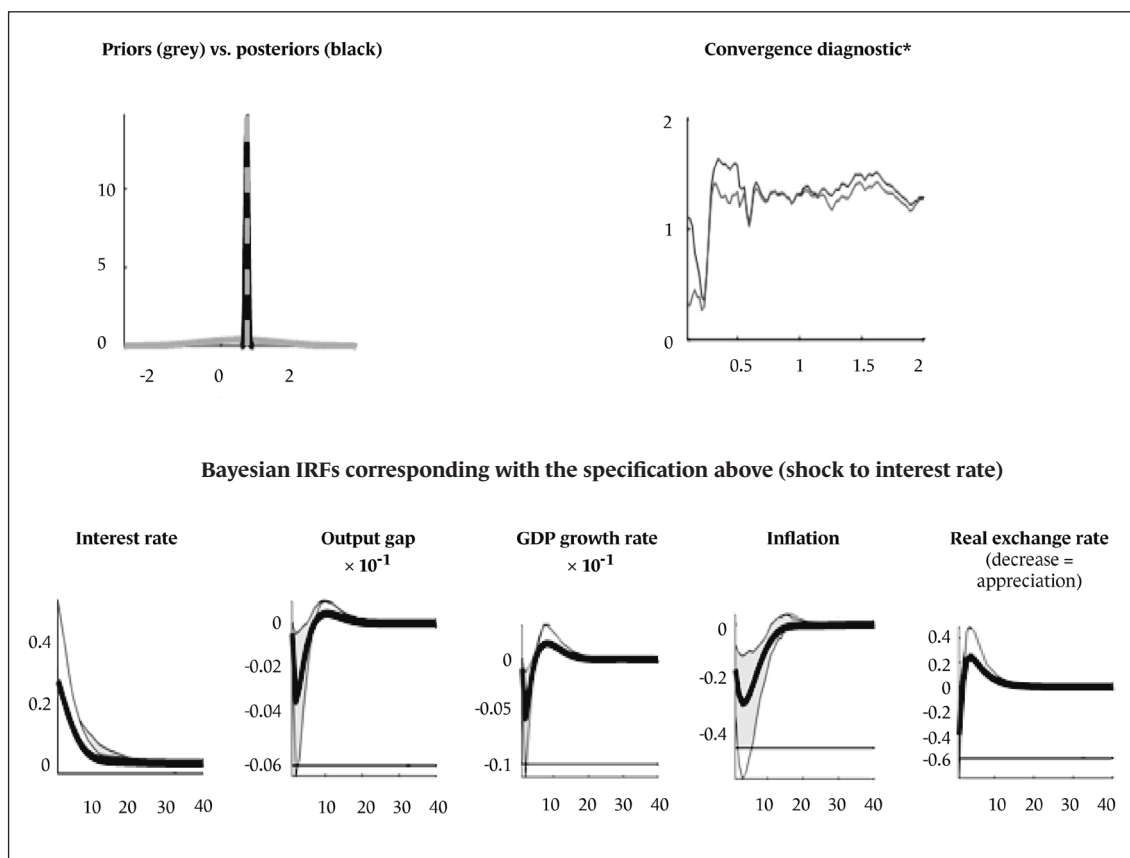 Priors (grey) vs. posteriors (black)
10
5
0
-2 0 2
Convergence diagnostic*
2
1
0
0.5 1 1.5 2
Bayesian IRFs corresponding with the specification above (shock to interest rate)
Interest rate
0.4
0.2
0
10 20 30 40
Output gap
× 10⁻¹
0
-0.02
-0.04
-0.06
10 20 30 40
GDP growth rate
× 10⁻¹
0
-0.05
-0.1
10 20 30 40
Inflation
0
-0.2
-0.4
10 20 30 40
Real exchange rate
(decrease =
appreciation)
0.4
0.2
0
-0.2
-0.4
-0.6
10 20 30 40